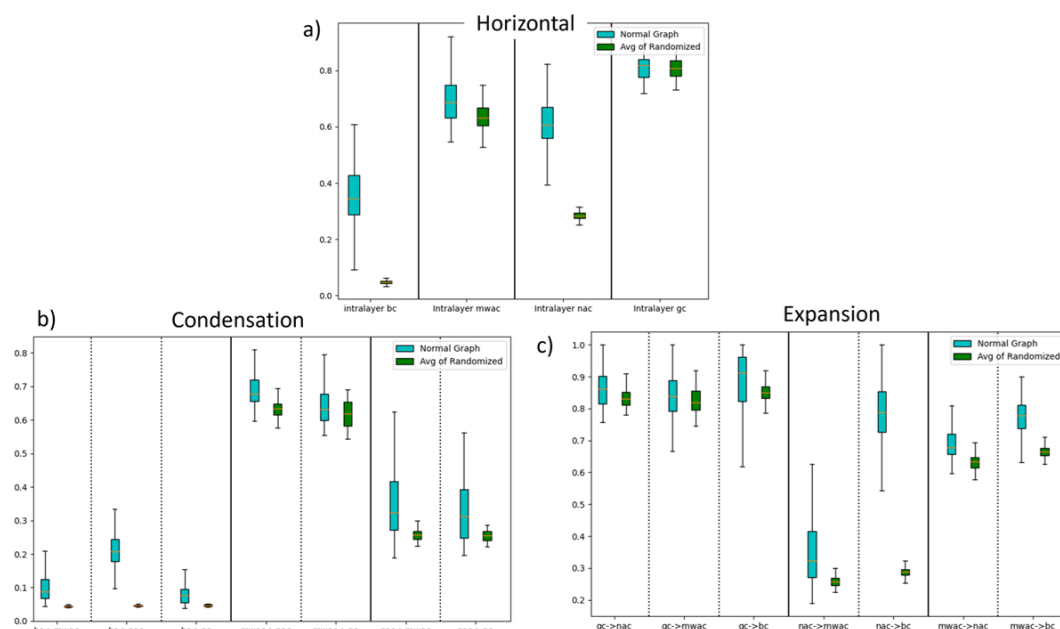 a)
Horizontal
Normal Graph
Avg of Randomized
0.8
0.6
0.4
0.2
0.0
intralayer bc
Intralayer mwac
Intralayer nac
Intralayer gc
b)
Condensation
Normal Graph
Avg of Randomized
0.8
0.7
0.6
0.5
0.4
0.3
0.2
0.1
0.0
c)
Expansion
Normal Graph
Avg of Randomized
1.0
0.9
0.8
0.7
0.6
0.5
0.4
0.3
0.2
gc->nac
gc->mwac
gc->bc
nac->mwac
nac->bc
mwac->nac
mwac->bc